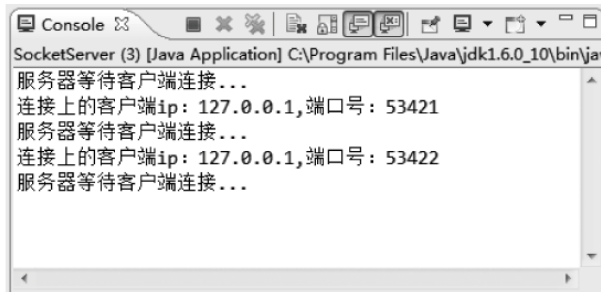 Console
SocketServer (3) [Java Application] C:\Program Files\Java\jdk1.6.0_10\bin\jav
服务器等待客户端连接...
连接上的客户端ip：127.0.0.1,端口号：53421
服务器等待客户端连接...
连接上的客户端ip：127.0.0.1,端口号：53422
服务器等待客户端连接...